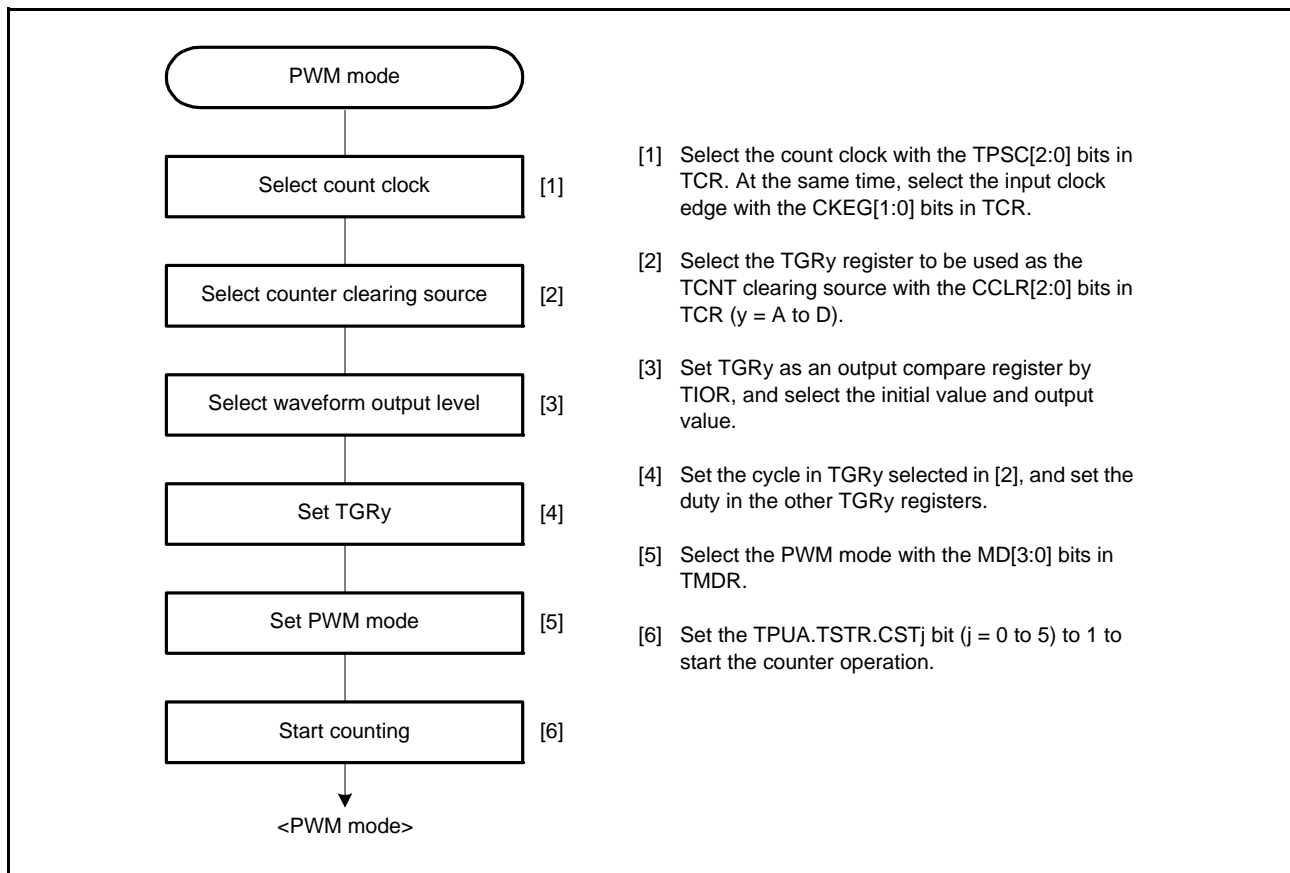 PWM mode
Select count clock [1]
Select counter clearing source [2]
Select waveform output level [3]
Set TGRy [4]
Set PWM mode [5]
Start counting [6]
<PWM mode>
[1] Select the count clock with the TPSC[2:0] bits in
TCR. At the same time, select the input clock
edge with the CKEG[1:0] bits in TCR.
[2] Select the TGRy register to be used as the
TCNT clearing source with the CCLR[2:0] bits in
TCR (y = A to D).
[3] Set TGRy as an output compare register by
TIOR, and select the initial value and output
value.
[4] Set the cycle in TGRy selected in [2], and set the
duty in the other TGRy registers.
[5] Select the PWM mode with the MD[3:0] bits in
TMDR.
[6] Set the TPUA.TSTR.CSTj bit (j = 0 to 5) to 1 to
start the counter operation.